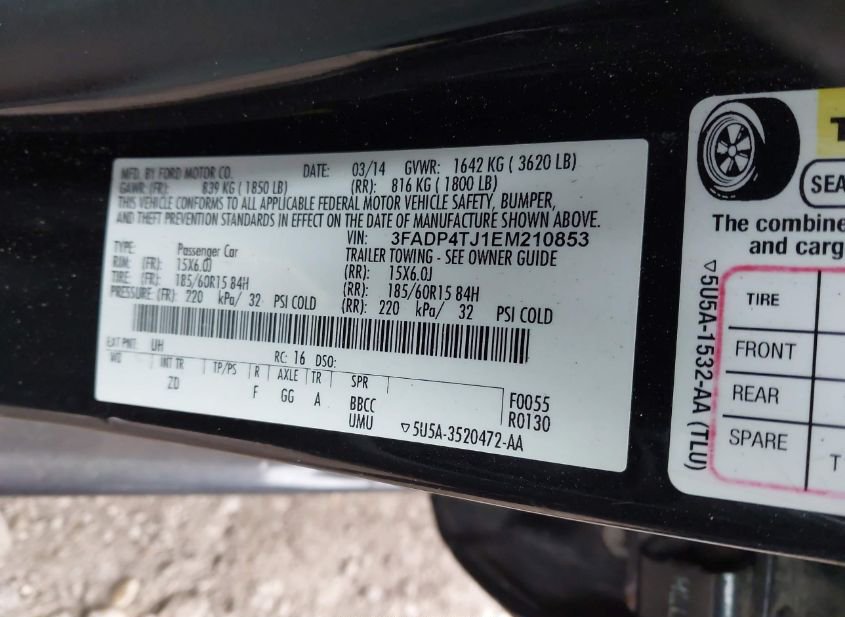 MFD. BY FORD MOTOR CO. DATE: 03/14 GVWR: 1642 KG ( 3620 LB)
GAWR: (FR): 839 KG ( 1850 LB) (RR): 816 KG ( 1800 LB)
THIS VEHICLE CONFORMS TO ALL APPLICABLE FEDERAL MOTOR VEHICLE SAFETY, BUMPER,
AND THEFT PREVENTION STANDARDS IN EFFECT ON THE DATE OF MANUFACTURE SHOWN ABOVE.
VIN: 3FADP4TJ1EM210853
TYPE: Passenger Car TRAILER TOWING - SEE OWNER GUIDE
RIM: (FR): 15X6.0J (RR): 15X6.0J
TIRE: (FR): 185/60R15 84H (RR): 185/60R15 84H
PRESSURE: (FR): 220 kPa/ 32 PSI COLD (RR): 220 kPa/ 32 PSI COLD
EXT PNT: UH RC: 16 DSO:
WB INT TR TP/PS R AXLE TR SPR
ZD F GG A BBCC
UMU
F0055
R0130
▽5U5A-3520472-AA
SEA
The combine
and carg
TIRE
FRONT
REAR
SPARE
T
▽5U5A-1532-AA (TLU)